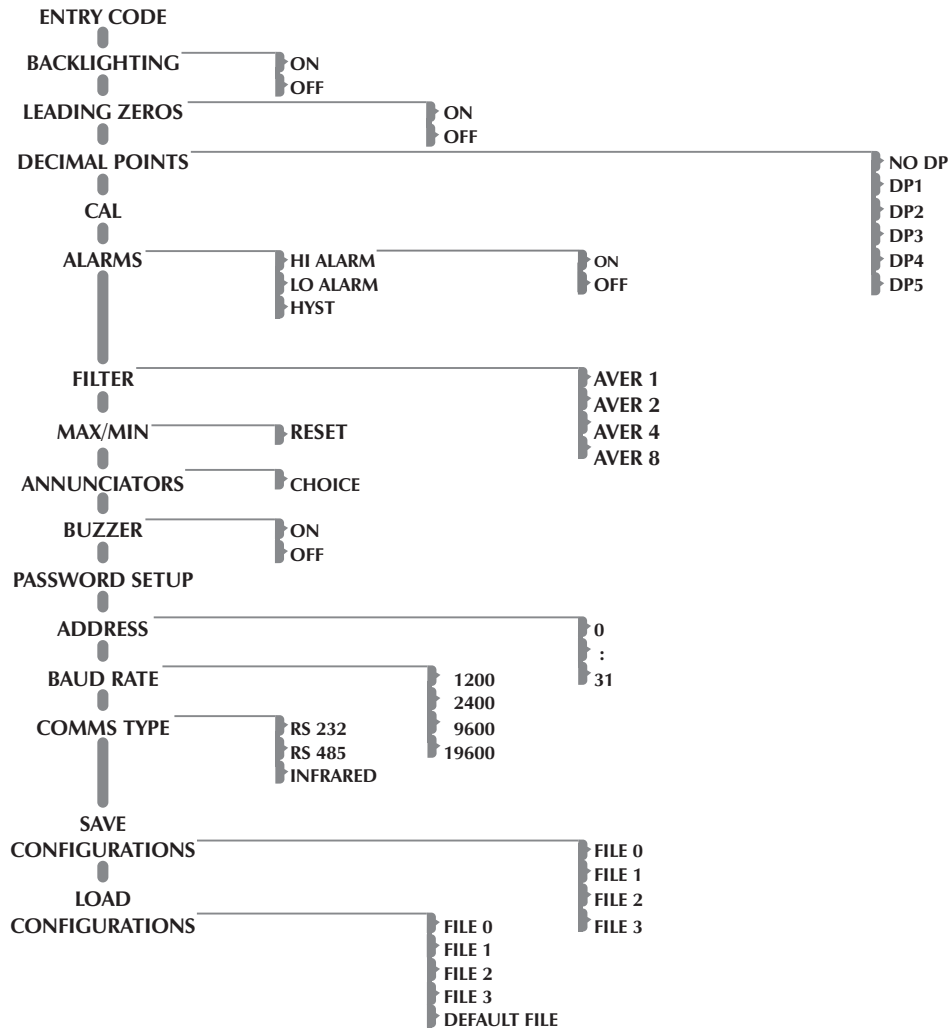 ENTRY CODE
BACKLIGHTING
ON
OFF
LEADING ZEROS
ON
OFF
DECIMAL POINTS
NO DP
DP1
DP2
DP3
DP4
DP5
CAL
ALARMS
HI ALARM
LO ALARM
HYST
ON
OFF
FILTER
AVER 1
AVER 2
AVER 4
AVER 8
MAX/MIN
RESET
ANNUNCIATORS
CHOICE
BUZZER
ON
OFF
PASSWORD SETUP
ADDRESS
0
:
31
BAUD RATE
1200
2400
9600
19600
COMMS TYPE
RS 232
RS 485
INFRARED
SAVE
CONFIGURATIONS
FILE 0
FILE 1
FILE 2
FILE 3
LOAD
CONFIGURATIONS
FILE 0
FILE 1
FILE 2
FILE 3
DEFAULT FILE